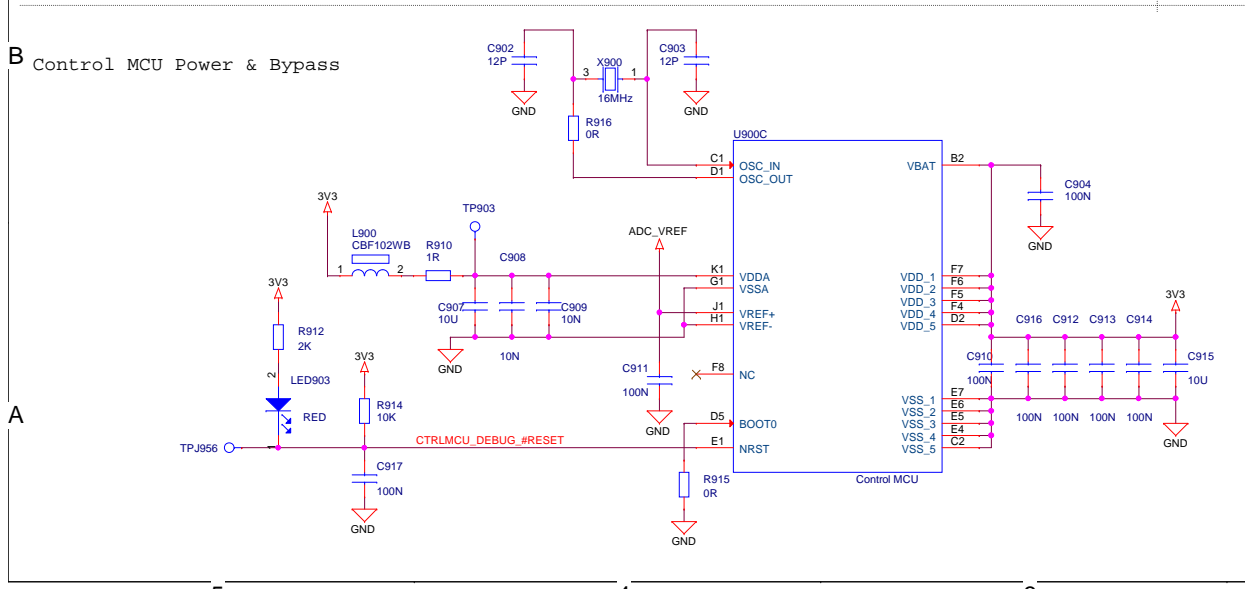 B
Control MCU Power & Bypass
C902
12P
GND
X900
3
1
16MHz
C903
12P
GND
R916
0R
U900C
C1
OSC_IN
D1
OSC_OUT
VBAT
B2
C904
100N
GND
3V3
L900
CBF102WB
1
2
R910
1R
TP903
C908
C907
10U
C909
10N
10N
GND
ADC_VREF
K1
VDDA
G1
VSSA
J1
VREF+
H1
VREF-
F8
NC
D5
BOOT0
E1
NRST
VDD_1
F7
VDD_2
F6
VDD_3
F5
VDD_4
F4
VDD_5
D2
3V3
C916
C912
C913
C914
C910
100N
C915
10U
100N
100N
100N
100N
GND
VSS_1
E7
VSS_2
E6
VSS_3
E5
VSS_4
E4
VSS_5
C2
Control MCU
C911
100N
GND
R915
0R
GND
3V3
R912
2K
2
LED903
RED
1
A
3V3
R914
10K
CTRLMCU_DEBUG_#RESET
TPJ956
C917
100N
GND